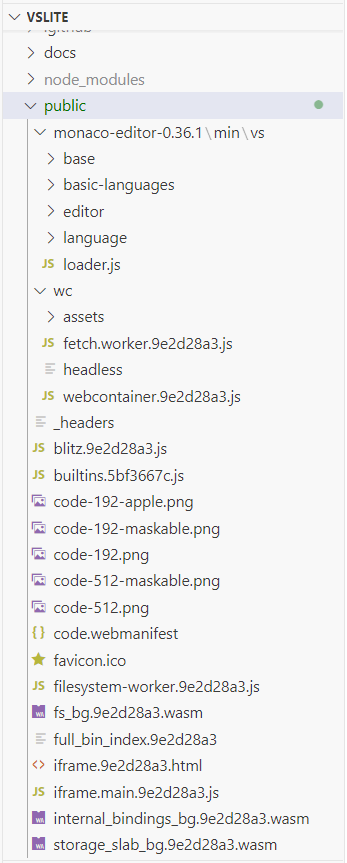 VSLITE
.github
docs
node_modules
public
monaco-editor-0.36.1\min\vs
base
basic-languages
editor
language
JS loader.js
wc
assets
JS fetch.worker.9e2d28a3.js
headless
JS webcontainer.9e2d28a3.js
_headers
JS blitz.9e2d28a3.js
JS builtins.5bf3667c.js
code-192-apple.png
code-192-maskable.png
code-192.png
code-512-maskable.png
code-512.png
{} code.webmanifest
favicon.ico
JS filesystem-worker.9e2d28a3.js
WA fs_bg.9e2d28a3.wasm
full_bin_index.9e2d28a3
<> iframe.9e2d28a3.html
JS iframe.main.9e2d28a3.js
WA internal_bindings_bg.9e2d28a3.wasm
WA storage_slab_bg.9e2d28a3.wasm